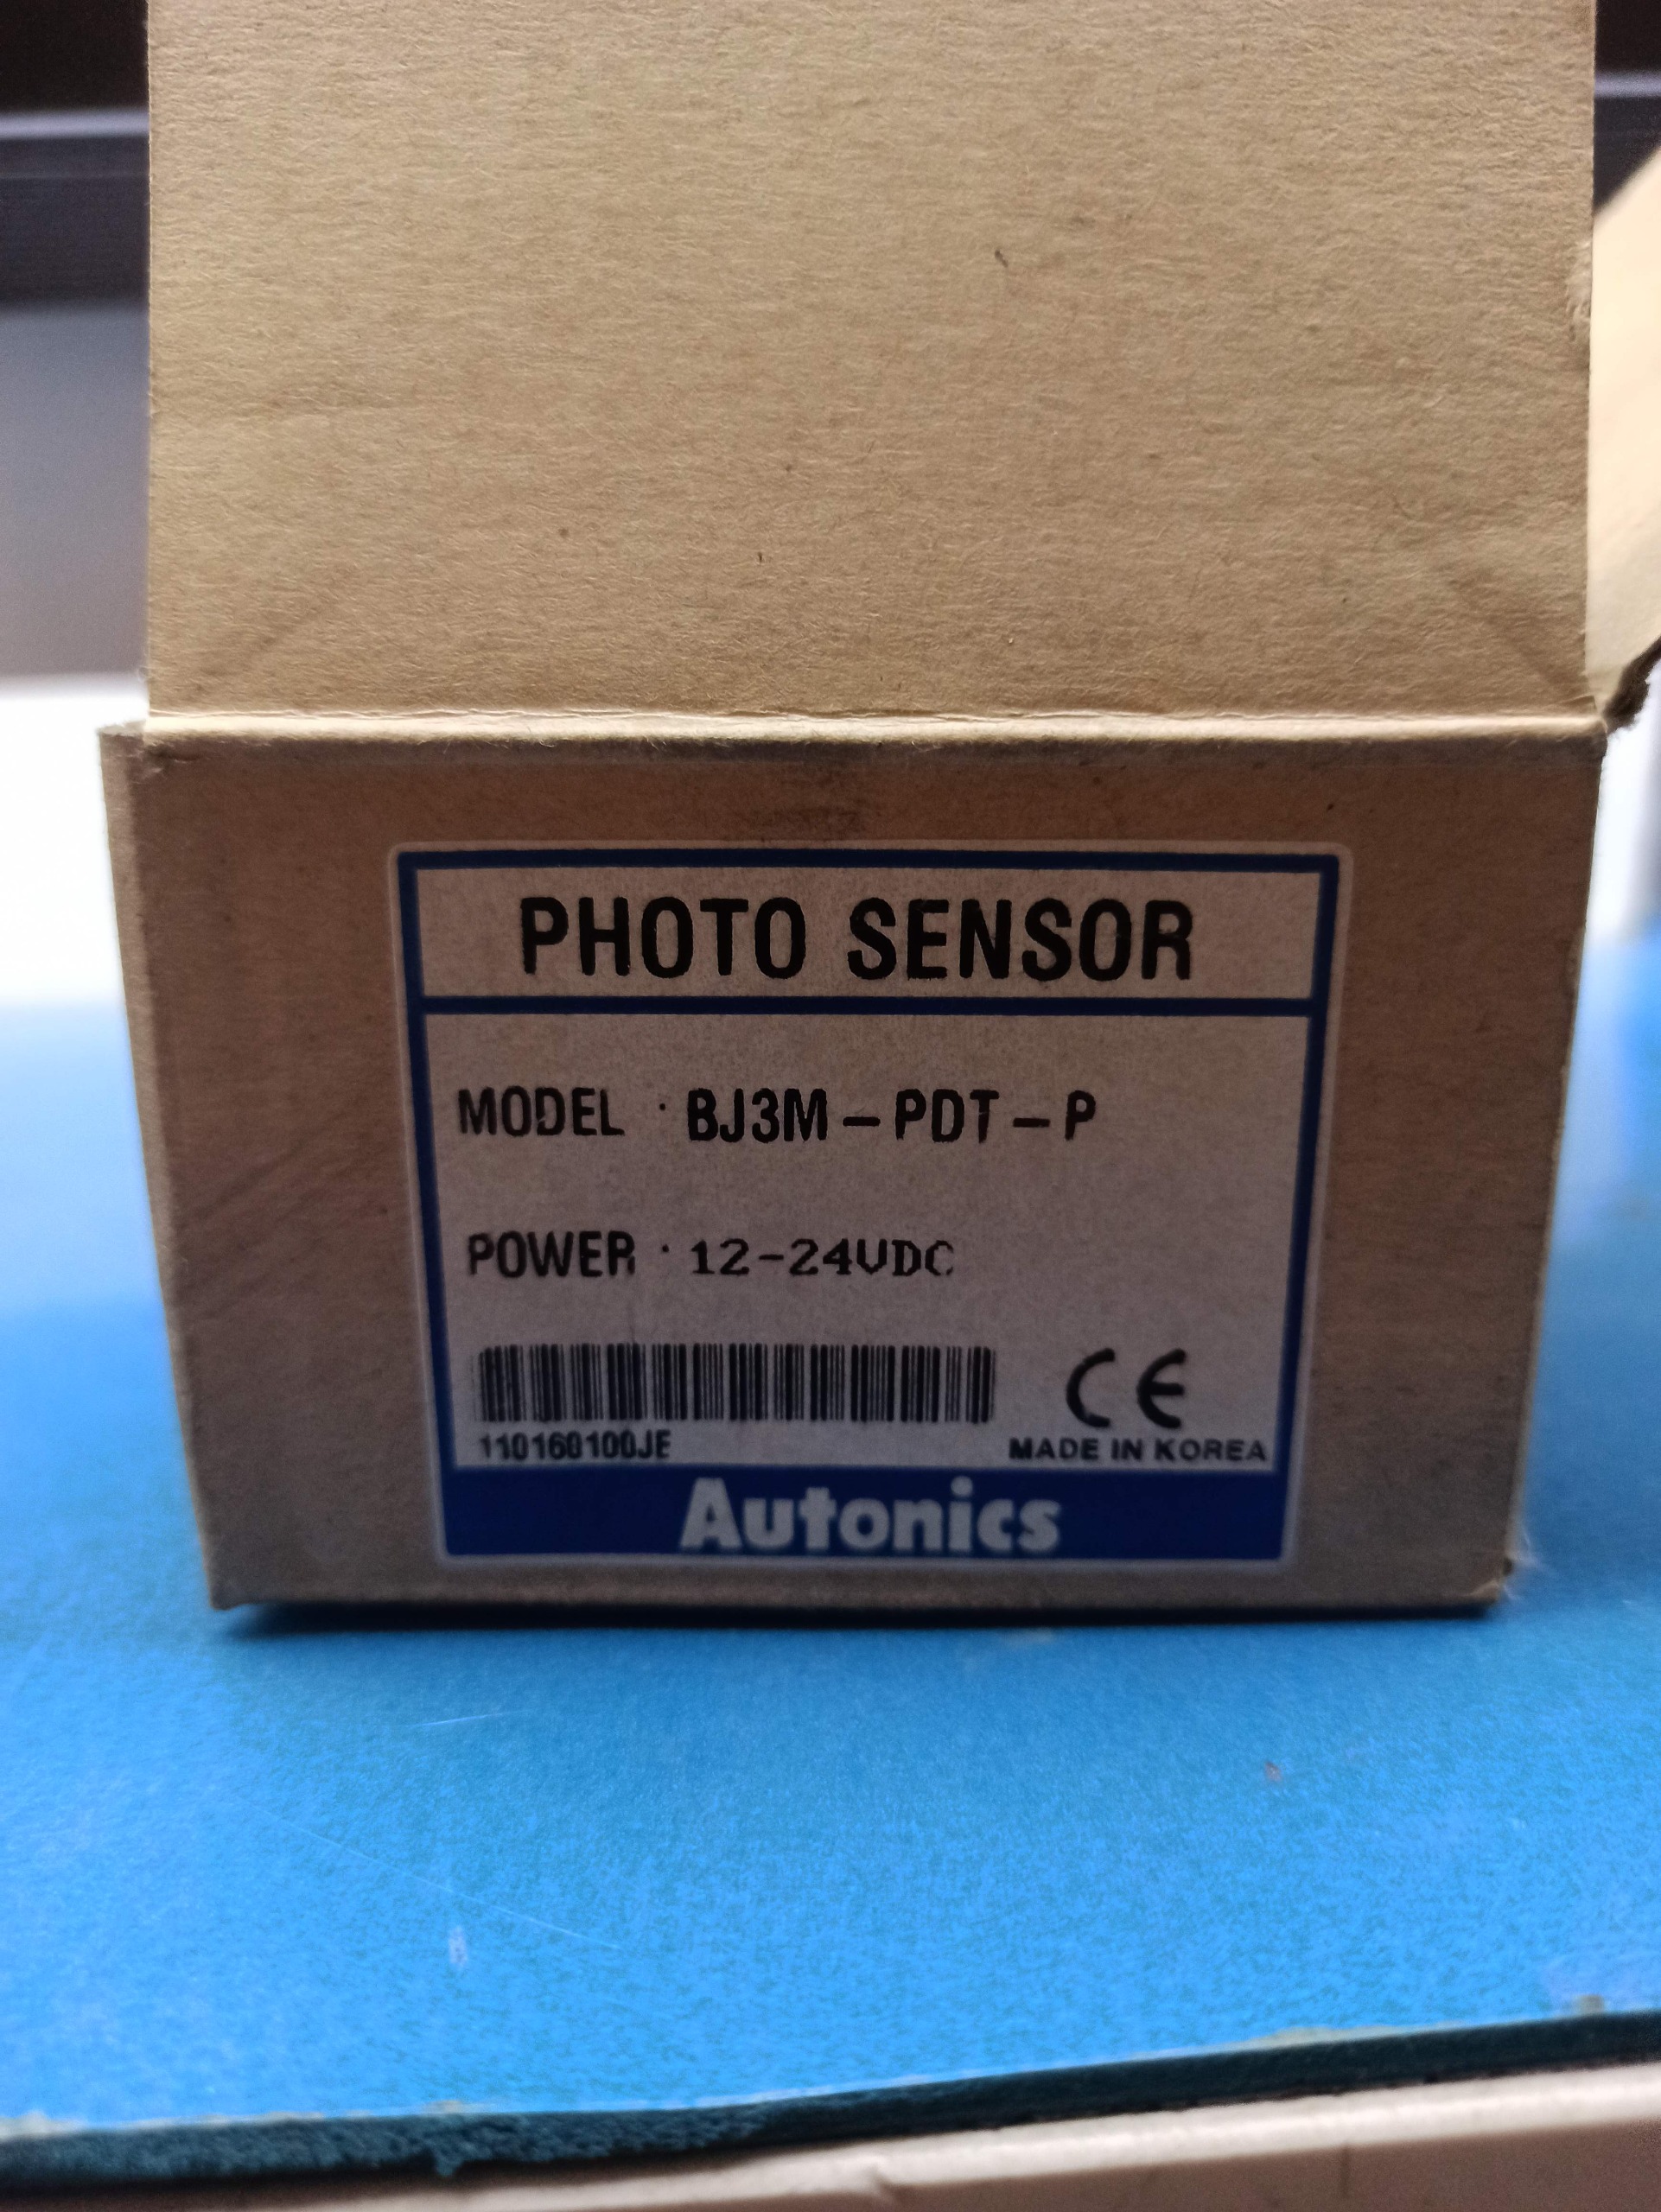 PHOTO SENSOR
MODEL : BJ3M-PDT-P
POWER : 12-24VDC
110160100JE
CE
MADE IN KOREA
Autonics